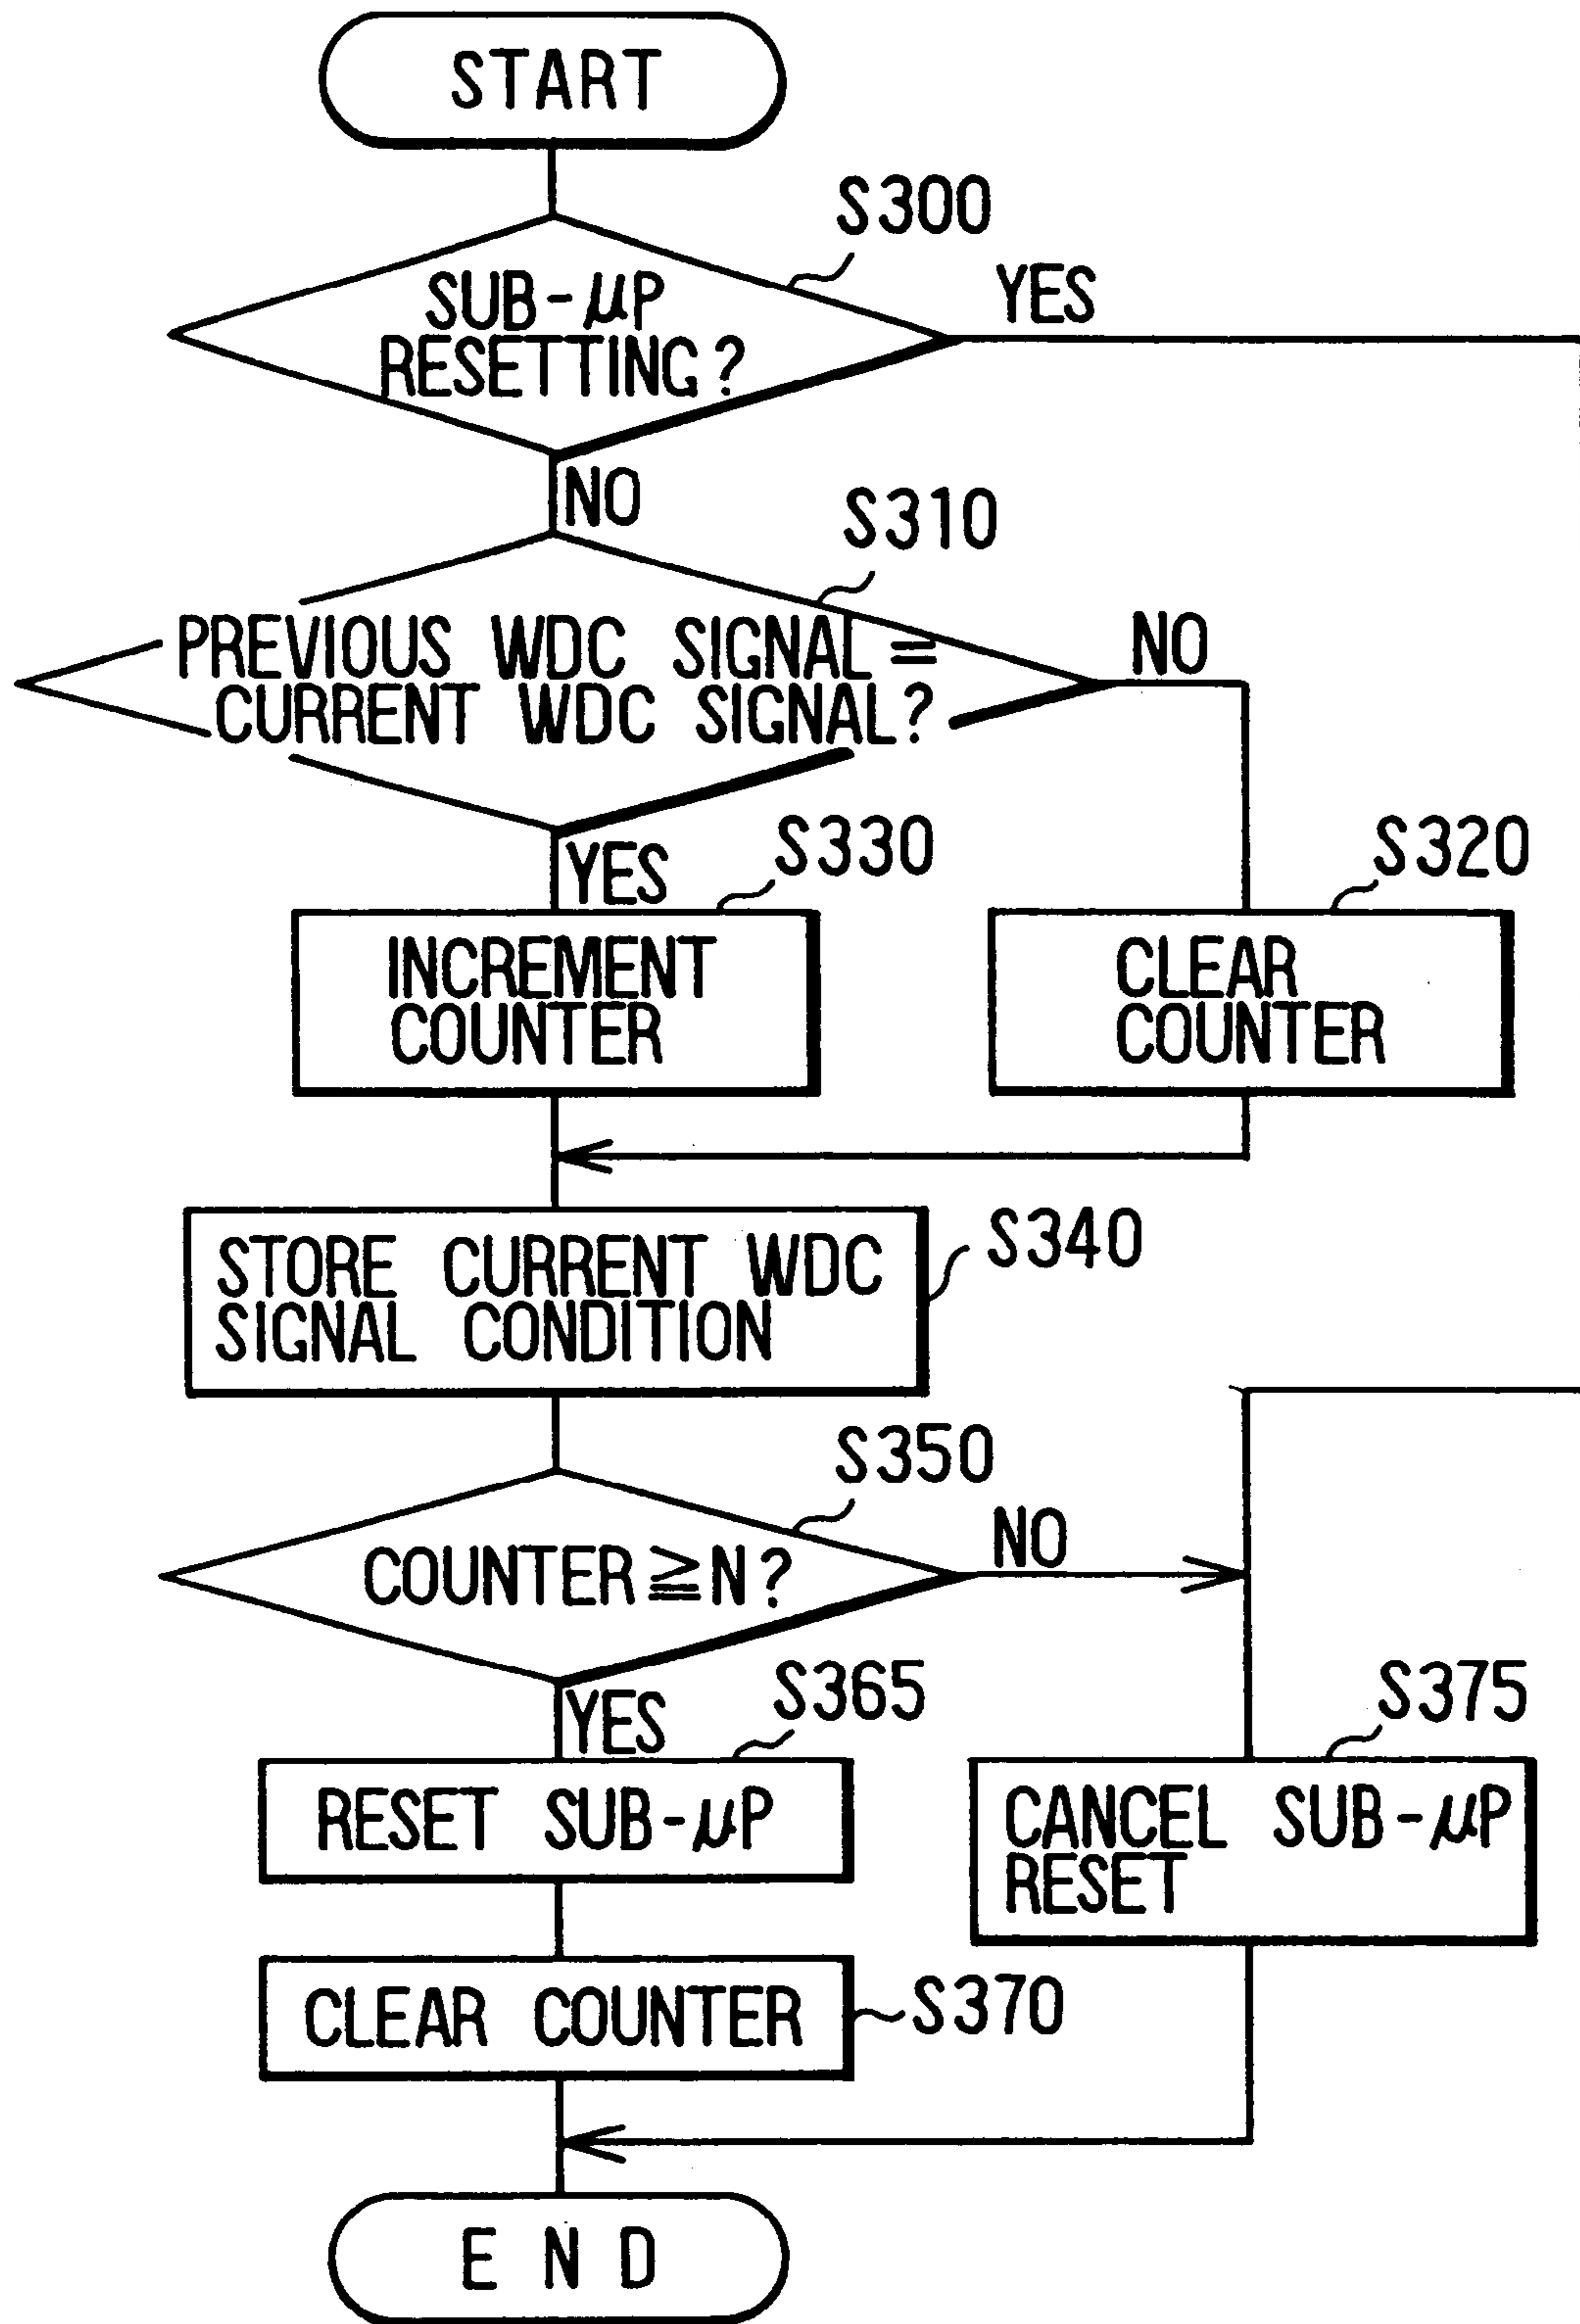 START
S300
SUB-μP
RESETTING?
YES
NO
S310
PREVIOUS WDC SIGNAL=
CURRENT WDC SIGNAL?
NO
YES
S330
S320
INCREMENT
COUNTER
CLEAR
COUNTER
STORE CURRENT WDC
SIGNAL CONDITION
S340
S350
COUNTER≧N?
NO
YES
S365
S375
RESET SUB-μP
CANCEL SUB-μP
RESET
CLEAR COUNTER
S370
END